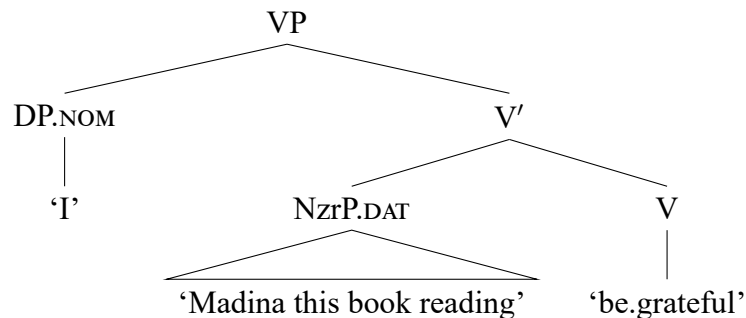 VP
DP.NOM V′
‘I’ NzrP.DAT V
‘Madina this book reading’ ‘be.grateful’